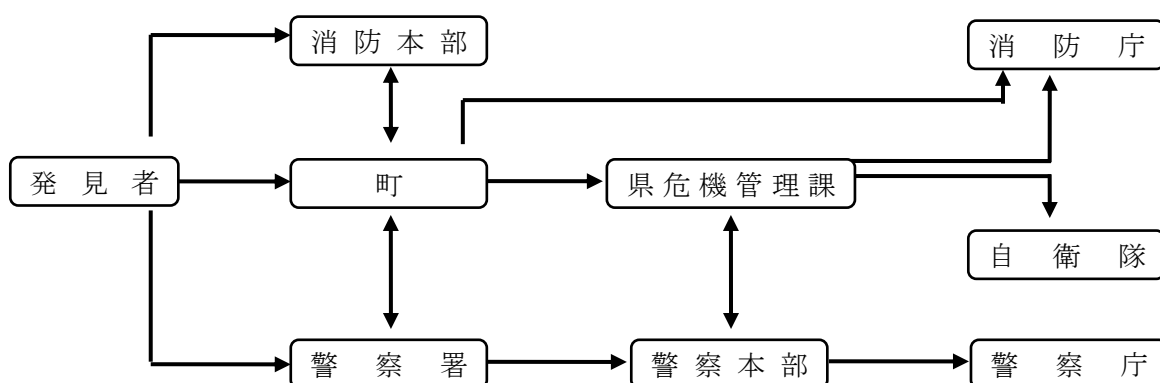 消防本部
消防庁
発見者
町
県危機管理課
自衛隊
警察署
警察本部
警察庁